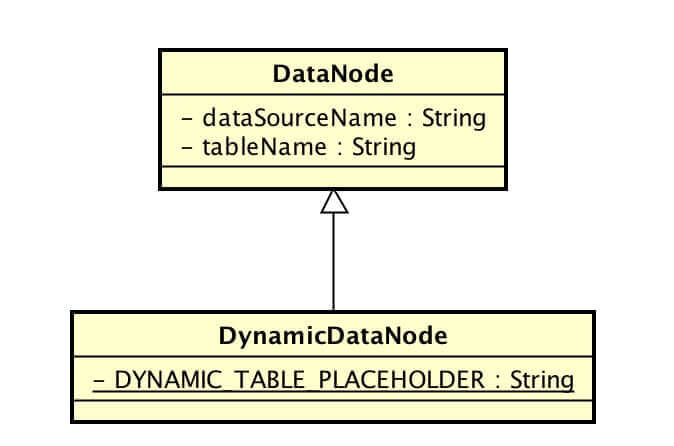 DataNode
- dataSourceName : String
- tableName : String
DynamicDataNode
- DYNAMIC_TABLE_PLACEHOLDER : String